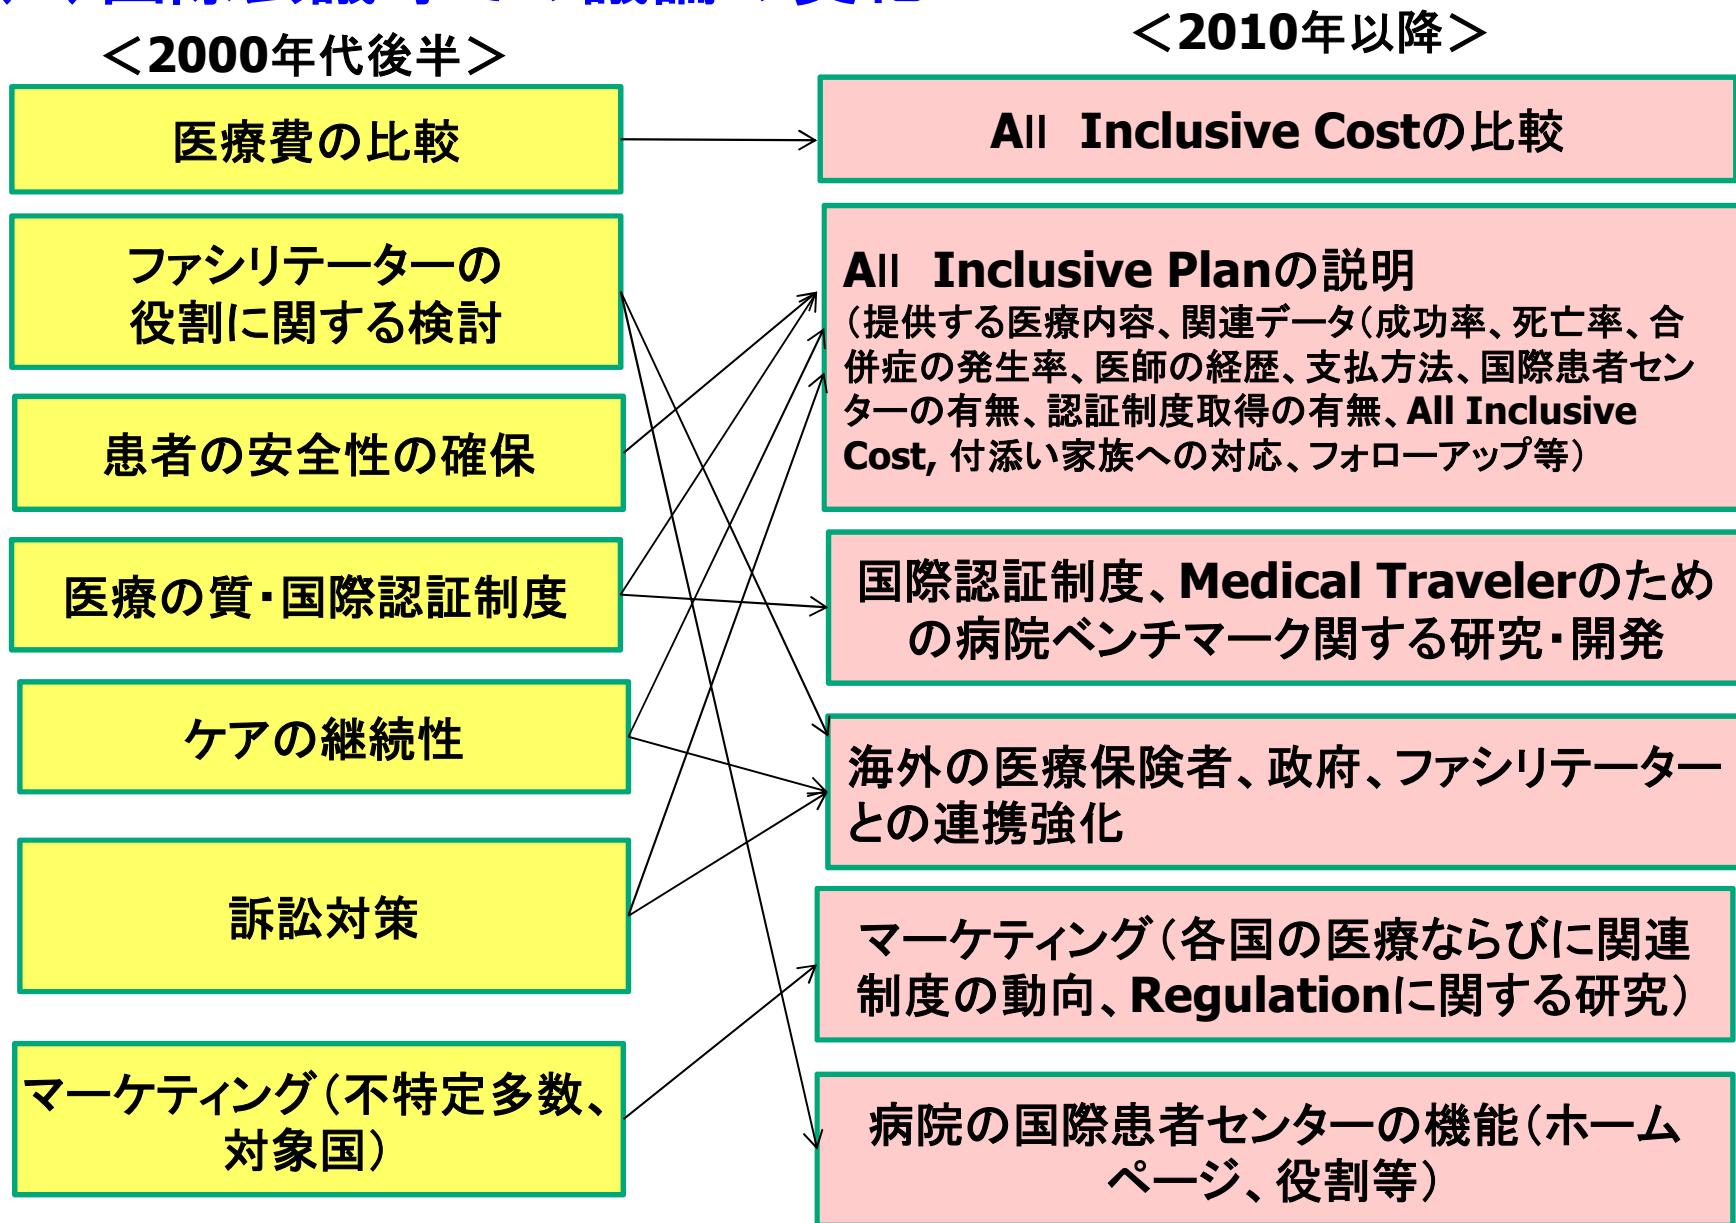 ＜2000年代後半＞
医療費の比較
ファシリテーターの
役割に関する検討
患者の安全性の確保
医療の質・国際認証制度
ケアの継続性
訴訟対策
マーケティング（不特定多数、
対象国）
＜2010年以降＞
All Inclusive Costの比較
All Inclusive Planの説明
（提供する医療内容、関連データ（成功率、死亡率、合
併症の発生率、医師の経歴、支払方法、国際患者セン
ターの有無、認証制度取得の有無、All Inclusive
Cost, 付添い家族への対応、フォローアップ等）
国際認証制度、Medical Travelerのため
の病院ベンチマーク関する研究・開発
海外の医療保険者、政府、ファシリテーター
との連携強化
マーケティング（各国の医療ならびに関連
制度の動向、Regulationに関する研究）
病院の国際患者センターの機能（ホーム
ページ、役割等）